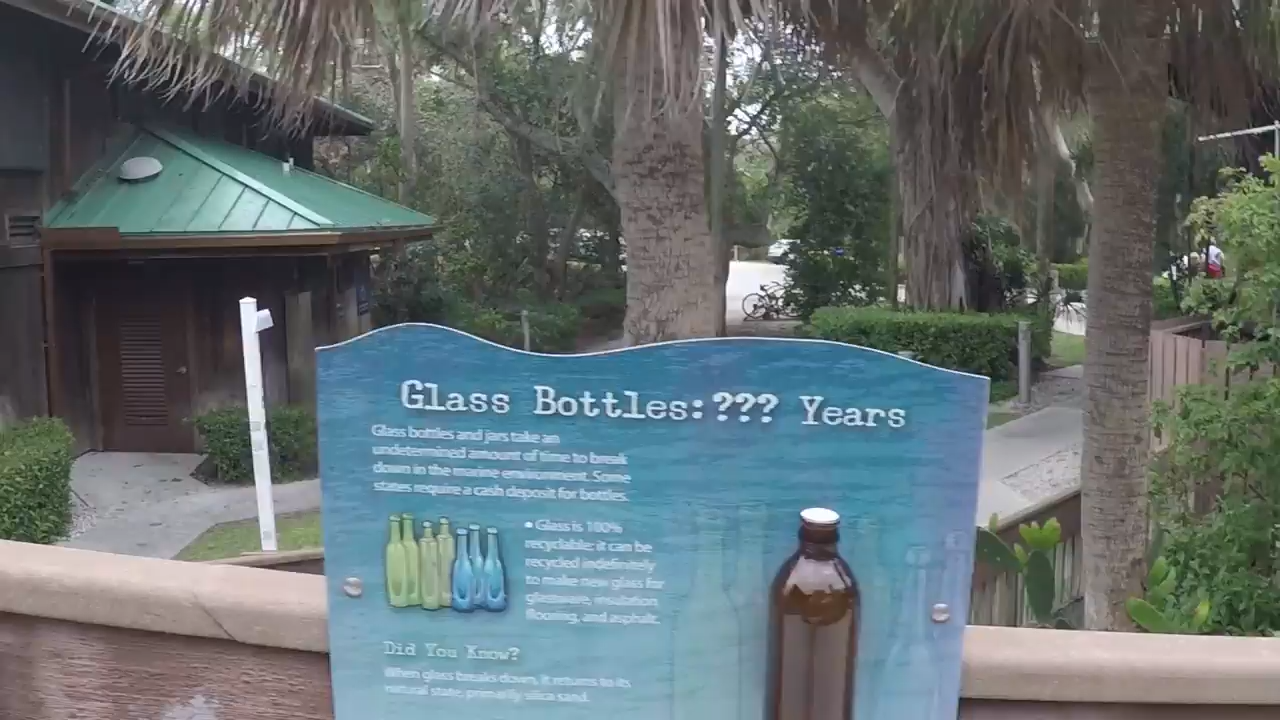 Glass Bottles:??? Years
Glass bottles and jars take an
undetermined amount of time to break
down in the marine environment. Some
states require a cash deposit for bottles.
• Glass is 100%
recyclable; it can be
recycled indefinitely
to make new glass for
glassware, insulation,
flooring, and asphalt.
Did You Know?
When glass breaks down, it returns to its
natural state, primarily silica sand.